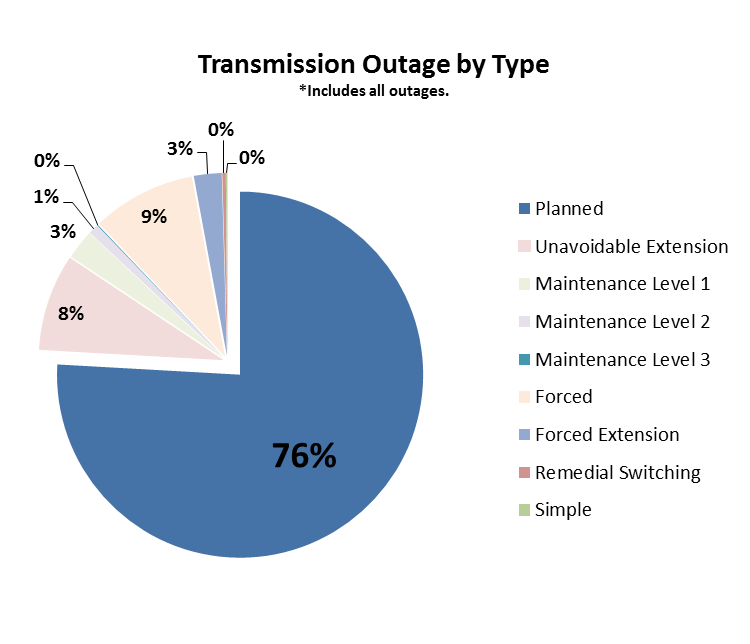 Transmission Outage by Type
*Includes all outages.
0%
3%
0%
0%
1%
9%
3%
8%
76%
Planned
Unavoidable Extension
Maintenance Level 1
Maintenance Level 2
Maintenance Level 3
Forced
Forced Extension
Remedial Switching
Simple